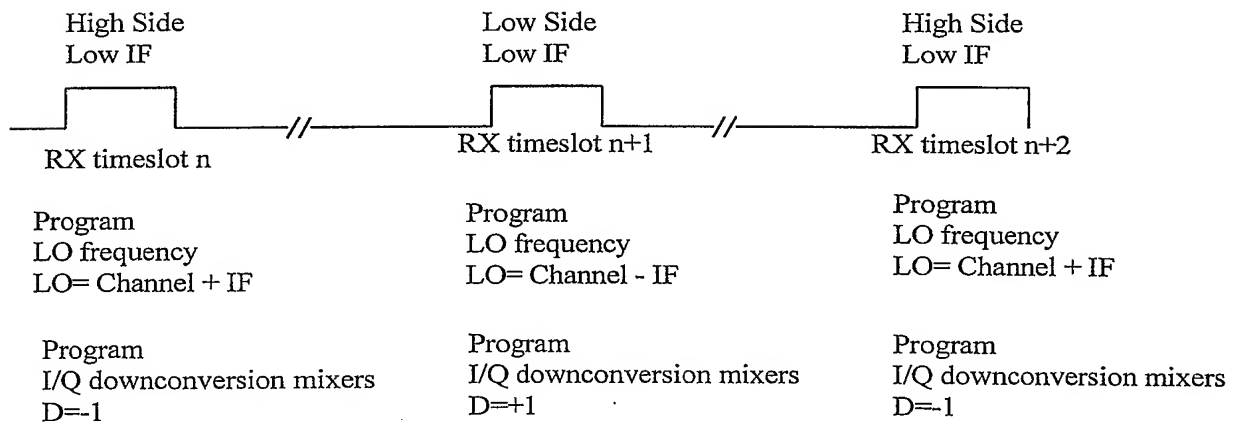 High Side
Low IF
Low Side
Low IF
High Side
Low IF
RX timeslot n
RX timeslot n+1
RX timeslot n+2
Program
LO frequency
LO= Channel + IF
Program
LO frequency
LO= Channel - IF
Program
LO frequency
LO= Channel + IF
Program
I/Q downconversion mixers
D=-1
Program
I/Q downconversion mixers
D=+1
Program
I/Q downconversion mixers
D=-1